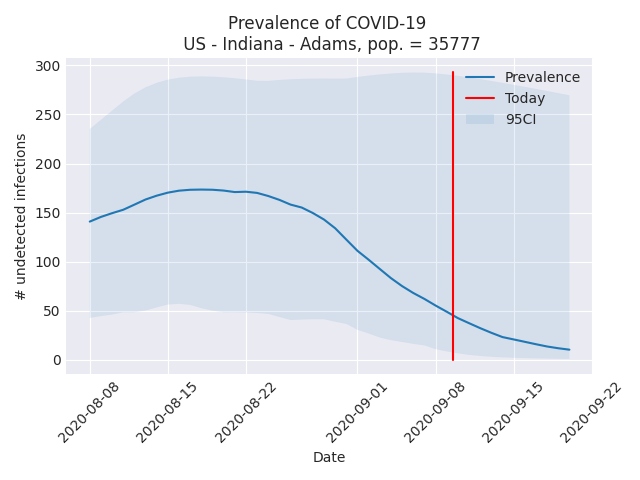 Prevalence of COVID-19
US - Indiana - Adams, pop. = 35777
300
250
200
150
100
50
0
# undetected infections
Prevalence
Today
95CI
2020-08-08
2020-08-15
2020-08-22
2020-09-01
2020-09-08
2020-09-15
2020-09-22
Date